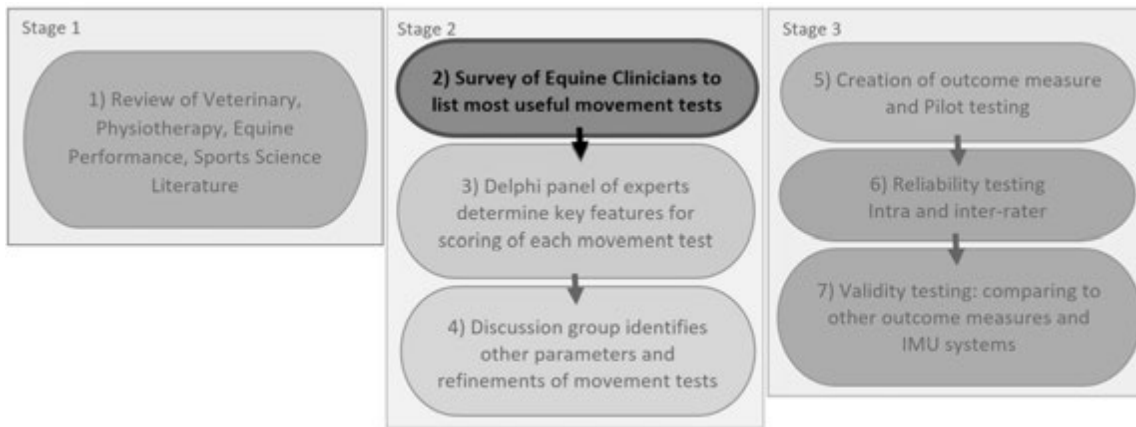 Stage 1
1) Review of Veterinary,
Physiotherapy, Equine
Performance, Sports Science
Literature
Stage 2
2) Survey of Equine Clinicians to
list most useful movement tests
3) Delphi panel of experts
determine key features for
scoring of each movement test
4) Discussion group identifies
other parameters and
refinements of movement tests
Stage 3
5) Creation of outcome measure
and Pilot testing
6) Reliability testing
Intra and inter-rater
7) Validity testing: comparing to
other outcome measures and
IMU systems